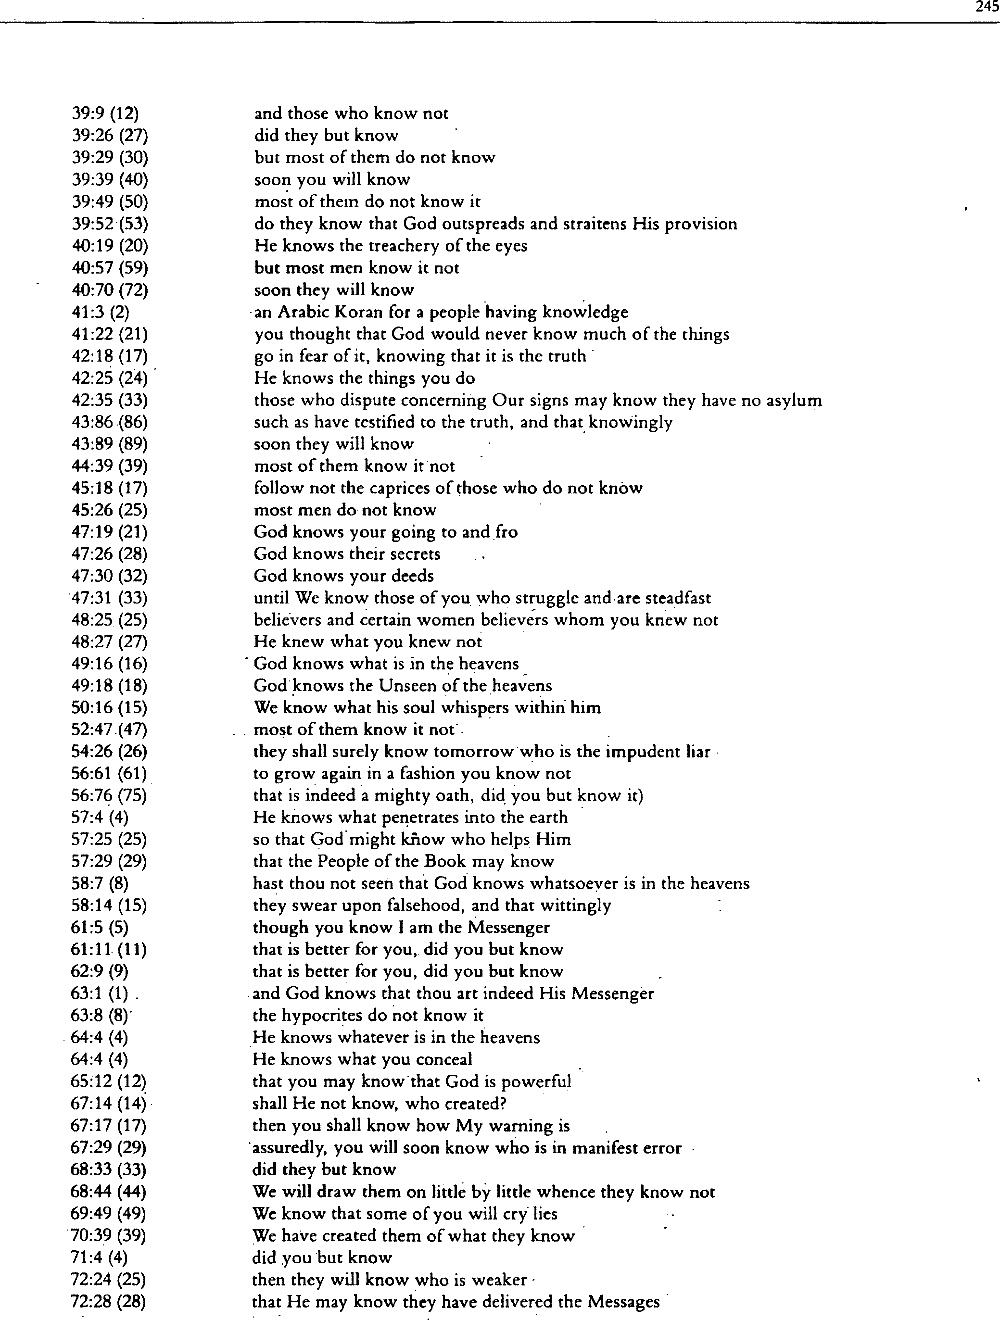 245
39:9 (12) and those who know not
39:26 (27) did they but know
39:29 (30) but most of them do not know
39:39 (40) soon you will know
39:49 (50) most of them do not know it
39:52 (53) do they know that God outspreads and straitens His provision
40:19 (20) He knows the treachery of the eyes
40:57 (59) but most men know it not
40:70 (72) soon they will know
41:3 (2) an Arabic Koran for a people having knowledge
41:22 (21) you thought that God would never know much of the things
42:18 (17) go in fear of it, knowing that it is the truth
42:25 (24) He knows the things you do
42:35 (33) those who dispute concerning Our signs may know they have no asylum
43:86 (86) such as have testified to the truth, and that knowingly
43:89 (89) soon they will know
44:39 (39) most of them know it not
45:18 (17) follow not the caprices of those who do not know
45:26 (25) most men do not know
47:19 (21) God knows your going to and fro
47:26 (28) God knows their secrets
47:30 (32) God knows your deeds
47:31 (33) until We know those of you who struggle and are steadfast
48:25 (25) believers and certain women believers whom you knew not
48:27 (27) He knew what you knew not
49:16 (16) God knows what is in the heavens
49:18 (18) God knows the Unseen of the heavens
50:16 (15) We know what his soul whispers within him
52:47 (47) most of them know it not
54:26 (26) they shall surely know tomorrow who is the impudent liar
56:61 (61) to grow again in a fashion you know not
56:76 (75) that is indeed a mighty oath, did you but know it)
57:4 (4) He knows what penetrates into the earth
57:25 (25) so that God might know who helps Him
57:29 (29) that the People of the Book may know
58:7 (8) hast thou not seen that God knows whatsoever is in the heavens
58:14 (15) they swear upon falsehood, and that wittingly
61:5 (5) though you know I am the Messenger
61:11 (11) that is better for you, did you but know
62:9 (9) that is better for you, did you but know
63:1 (1) and God knows that thou art indeed His Messenger
63:8 (8) the hypocrites do not know it
64:4 (4) He knows whatever is in the heavens
64:4 (4) He knows what you conceal
65:12 (12) that you may know that God is powerful
67:14 (14) shall He not know, who created?
67:17 (17) then you shall know how My warning is
67:29 (29) assuredly, you will soon know who is in manifest error
68:33 (33) did they but know
68:44 (44) We will draw them on little by little whence they know not
69:49 (49) We know that some of you will cry lies
70:39 (39) We have created them of what they know
71:4 (4) did you but know
72:24 (25) then they will know who is weaker
72:28 (28) that He may know they have delivered the Messages